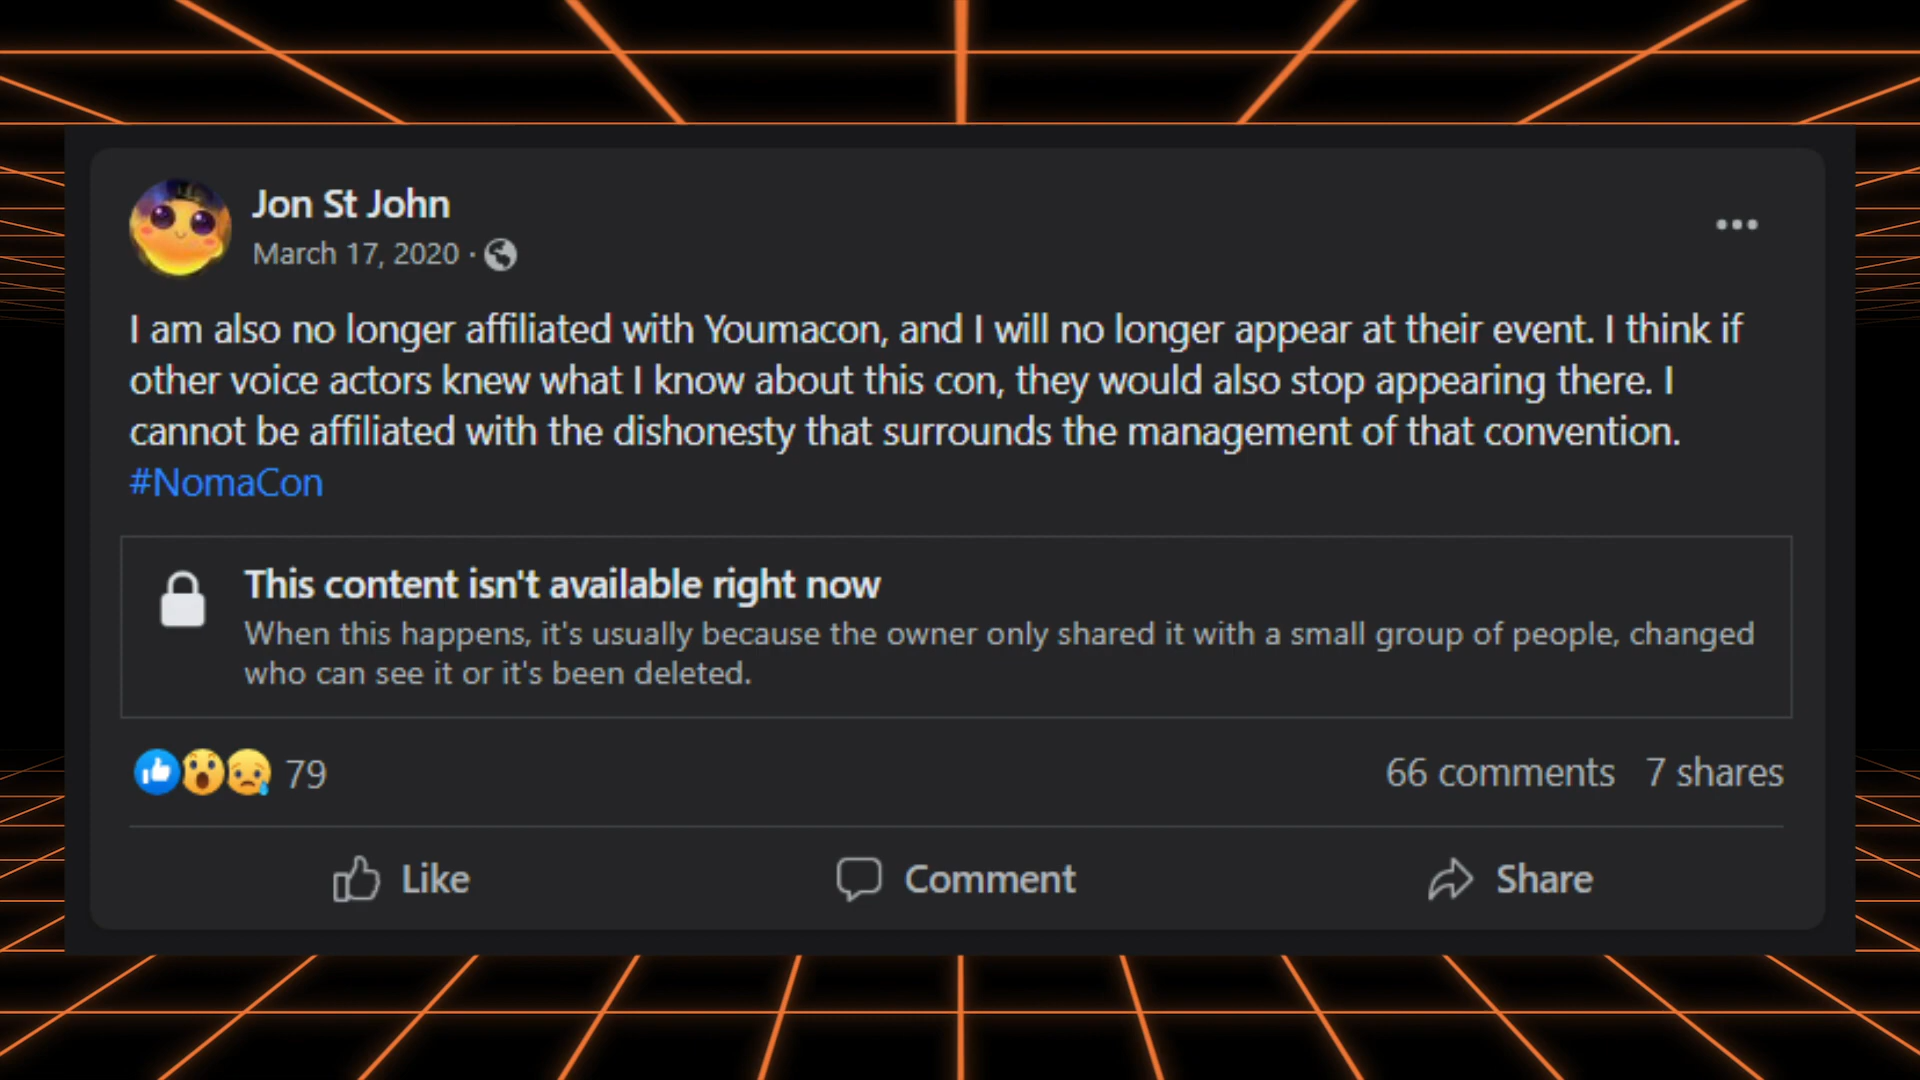 Jon St John
March 17, 2020 ·
I am also no longer affiliated with Youmacon, and I will no longer appear at their event. I think if
other voice actors knew what I know about this con, they would also stop appearing there. I
cannot be affiliated with the dishonesty that surrounds the management of that convention.
#NomaCon
This content isn't available right now
When this happens, it's usually because the owner only shared it with a small group of people, changed
who can see it or it's been deleted.
79
66 comments 7 shares
Like Comment Share